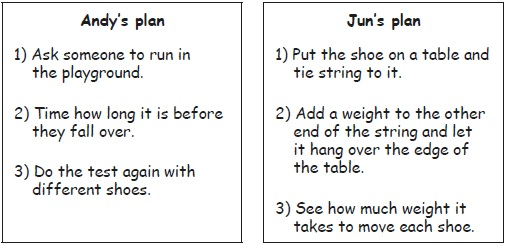 Andy's plan
1) Ask someone to run in
the playground.
2) Time how long it is before
they fall over.
3) Do the test again with
different shoes.
Jun's plan
1) Put the shoe on a table and
tie string to it.
2) Add a weight to the other
end of the string and let
it hang over the edge of
the table.
3) See how much weight it
takes to move each shoe.